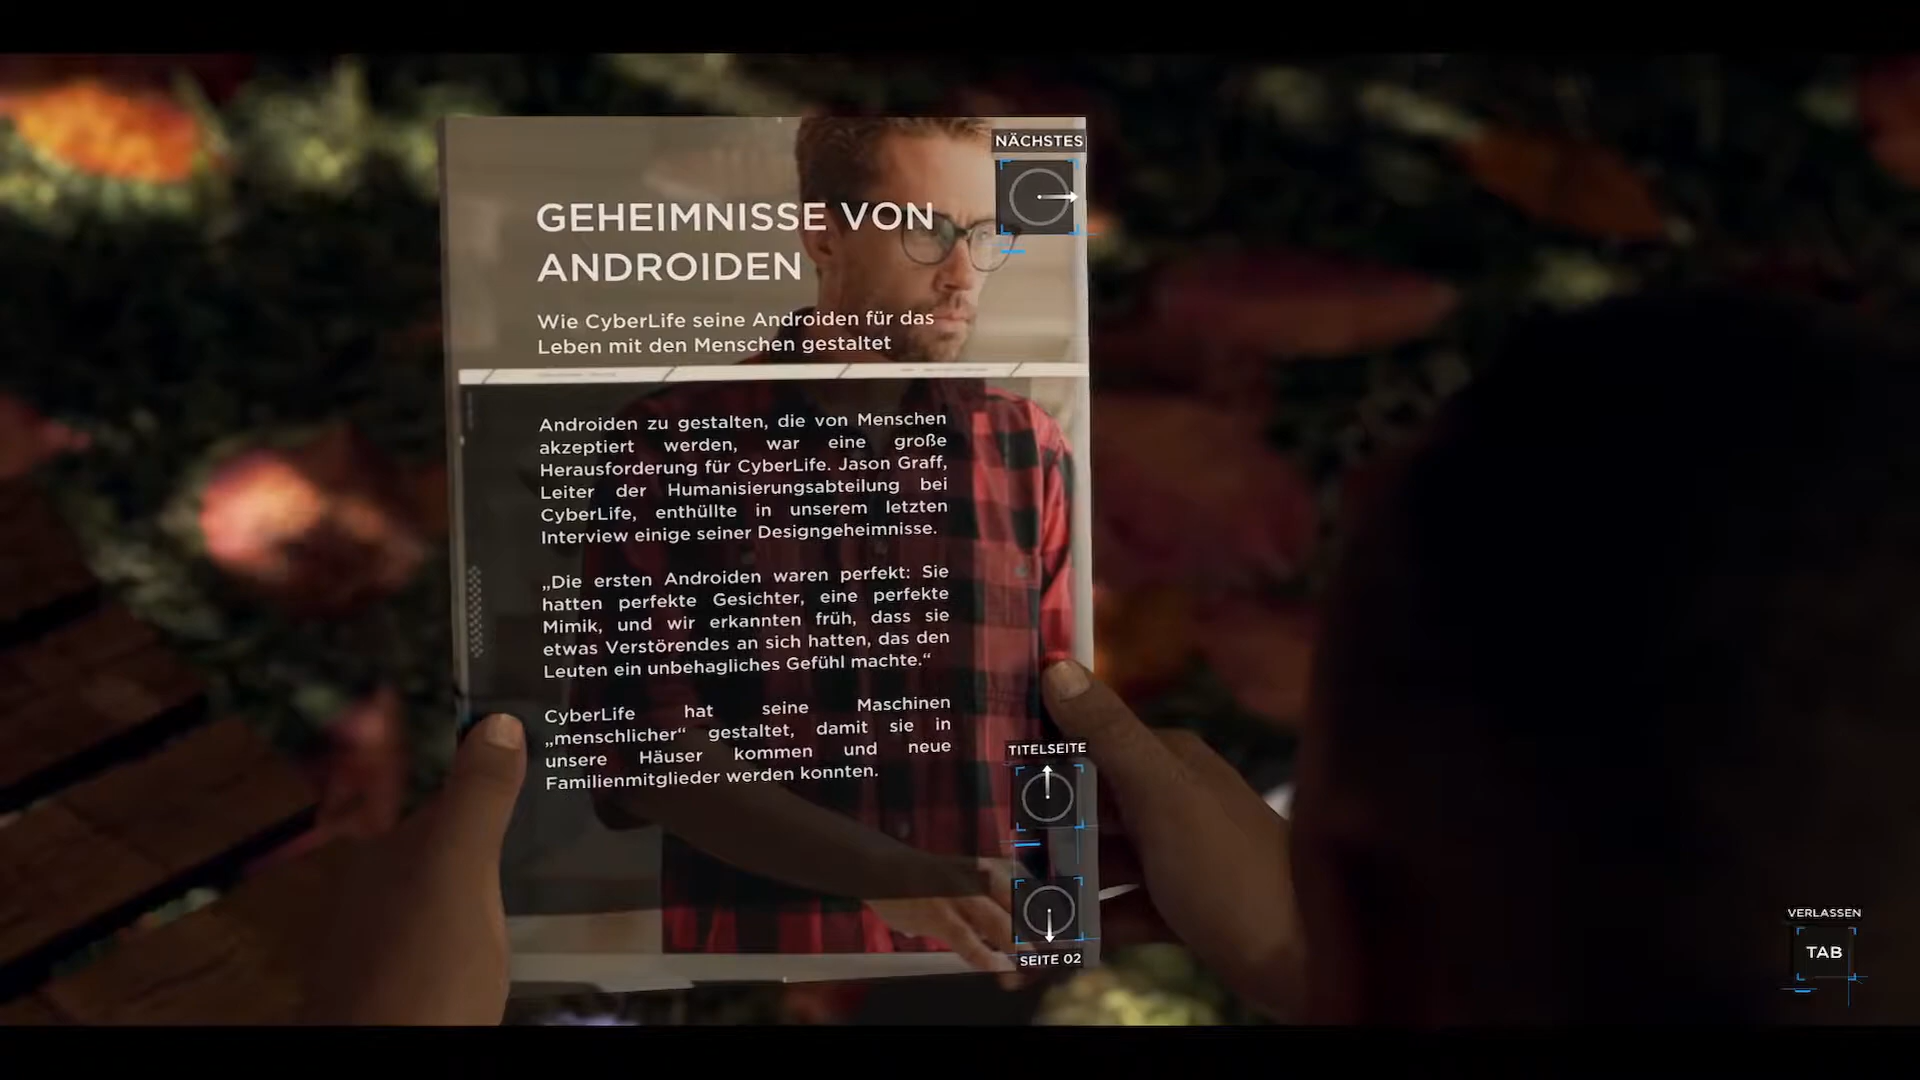 NÄCHSTES
GEHEIMNISSE VON
ANDROIDEN
Wie CyberLife seine Androiden für das
Leben mit den Menschen gestaltet
Androiden zu gestalten, die von Menschen
akzeptiert werden, war eine große
Herausforderung für CyberLife. Jason Graff,
Leiter der Humanisierungsabteilung bei
CyberLife, enthüllte in unserem letzten
Interview einige seiner Designgeheimnisse.
„Die ersten Androiden waren perfekt: Sie
hatten perfekte Gesichter, eine perfekte
Mimik, und wir erkannten früh, dass sie
etwas Verstörendes an sich hatten, das den
Leuten ein unbehagliches Gefühl machte.“
CyberLife hat seine Maschinen
„menschlicher“ gestaltet, damit sie in
unsere Häuser kommen und neue
Familienmitglieder werden konnten.
TITELSEITE
SEITE 02
VERLASSEN
TAB